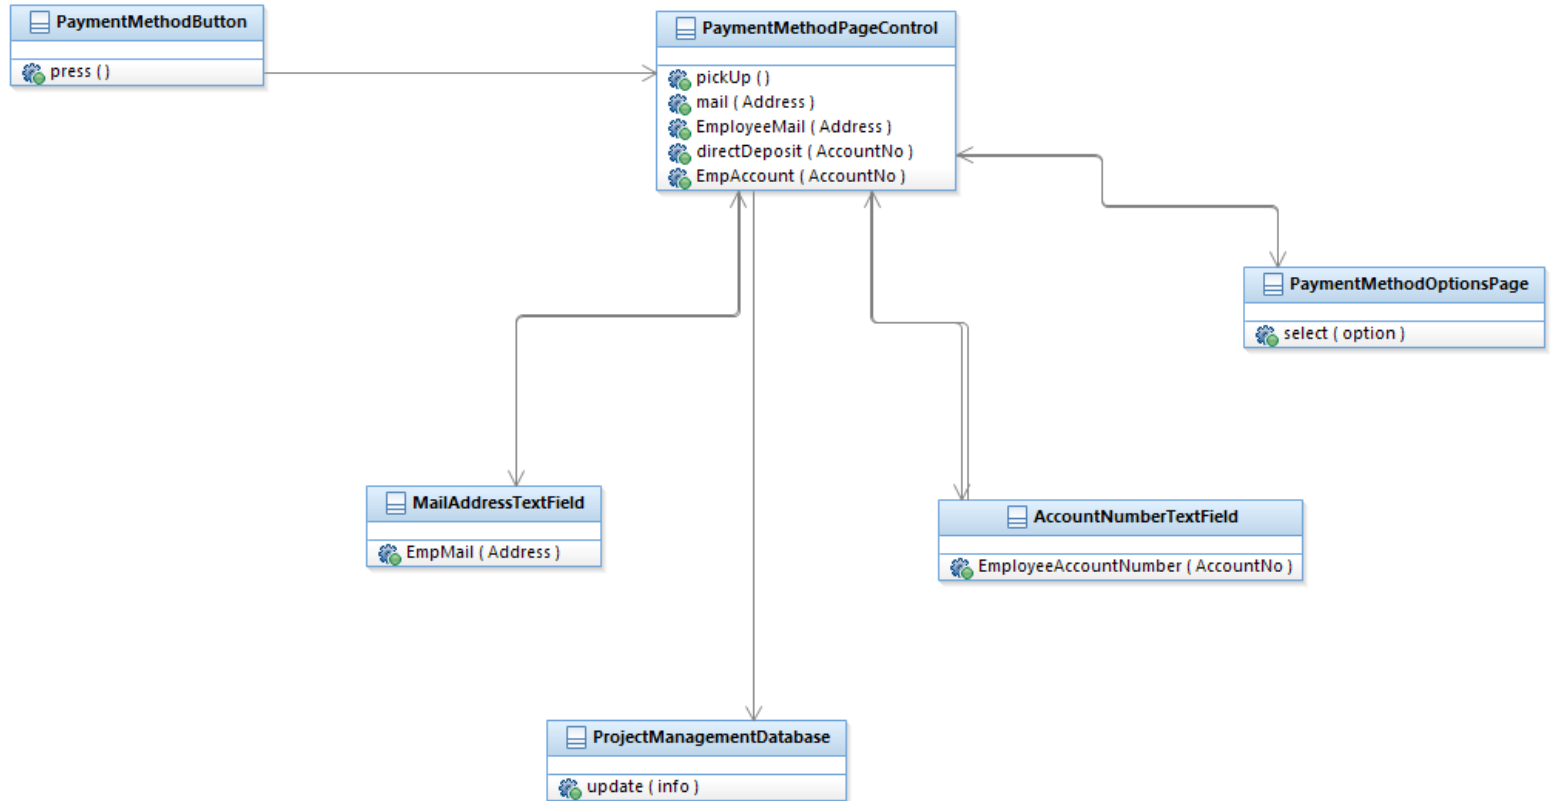 PaymentMethodButton
press ( )
PaymentMethodPageControl
pickUp ( )
mail ( Address )
EmployeeMail ( Address )
directDeposit ( AccountNo )
EmpAccount ( AccountNo )
PaymentMethodOptionsPage
select ( option )
MailAddressTextField
EmpMail ( Address )
AccountNumberTextField
EmployeeAccountNumber ( AccountNo )
ProjectManagementDatabase
update ( info )